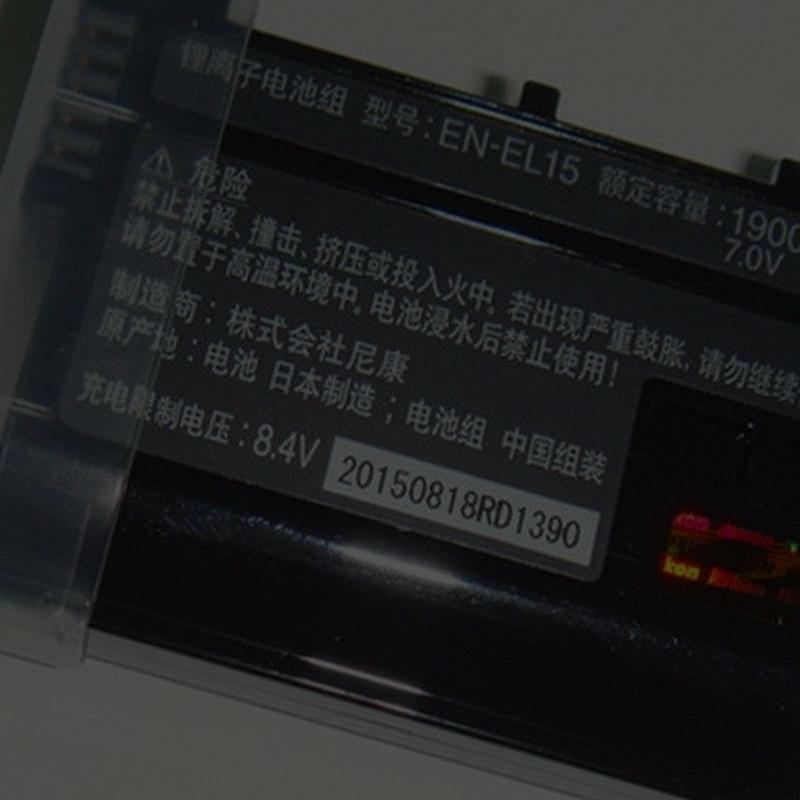 锂离子电池组 型号:EN-EL15 额定容量:1900
7.0V
⚠ 危险
禁止拆解、撞击、挤压或投入火中。若出现严重鼓胀,请勿继续
请勿置于高温环境中。电池浸水后禁止使用!
制造商:株式会社尼康
原产地:电池 日本制造;电池组 中国组装
充电限制电压:8.4V 20150818RD1390
kon Nikon